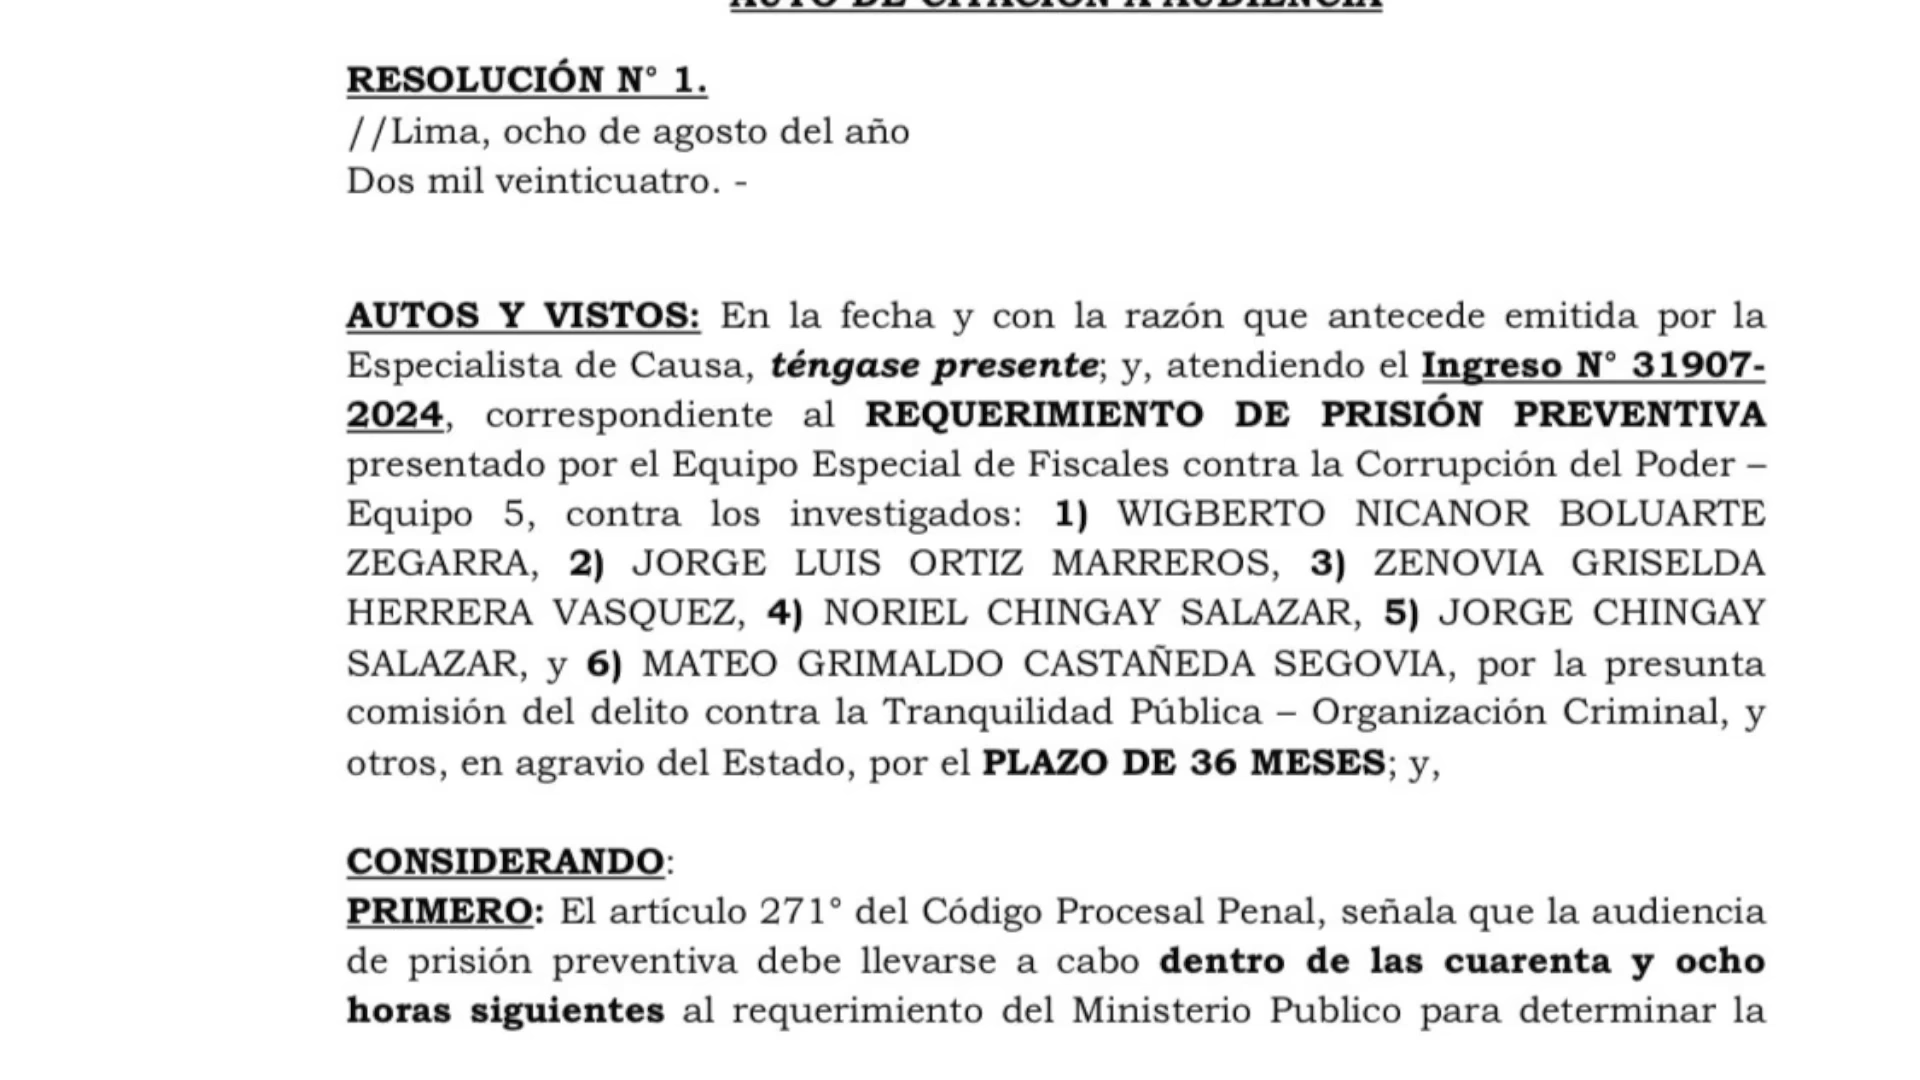 AUTO DE CITACIÓN A AUDIENCIA
RESOLUCIÓN N° 1.
//Lima, ocho de agosto del año
Dos mil veinticuatro. -
AUTOS Y VISTOS: En la fecha y con la razón que antecede emitida por la
Especialista de Causa, téngase presente; y, atendiendo el Ingreso N° 31907-
2024, correspondiente al REQUERIMIENTO DE PRISIÓN PREVENTIVA
presentado por el Equipo Especial de Fiscales contra la Corrupción del Poder –
Equipo 5, contra los investigados: 1) WIGBERTO NICANOR BOLUARTE
ZEGARRA, 2) JORGE LUIS ORTIZ MARREROS, 3) ZENOVIA GRISELDA
HERRERA VASQUEZ, 4) NORIEL CHINGAY SALAZAR, 5) JORGE CHINGAY
SALAZAR, y 6) MATEO GRIMALDO CASTAÑEDA SEGOVIA, por la presunta
comisión del delito contra la Tranquilidad Pública – Organización Criminal, y
otros, en agravio del Estado, por el PLAZO DE 36 MESES; y,
CONSIDERANDO:
PRIMERO: El artículo 271° del Código Procesal Penal, señala que la audiencia
de prisión preventiva debe llevarse a cabo dentro de las cuarenta y ocho
horas siguientes al requerimiento del Ministerio Publico para determinar la